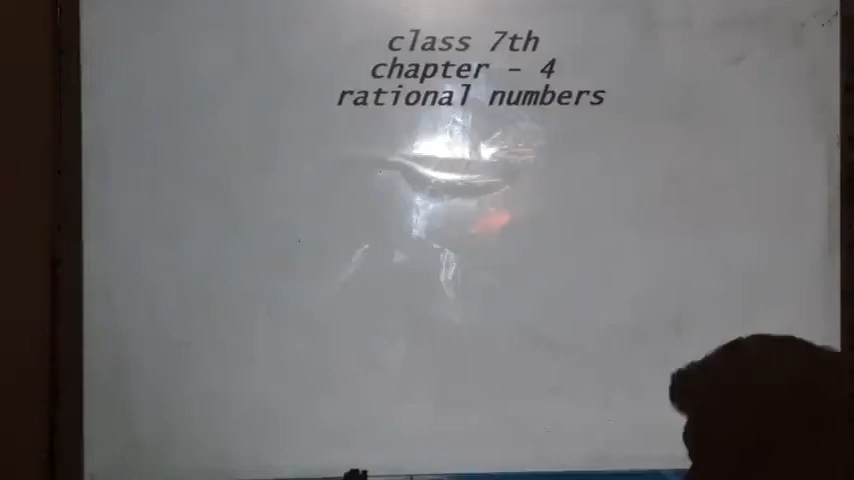 class 7th
chapter - 4
rational numbers